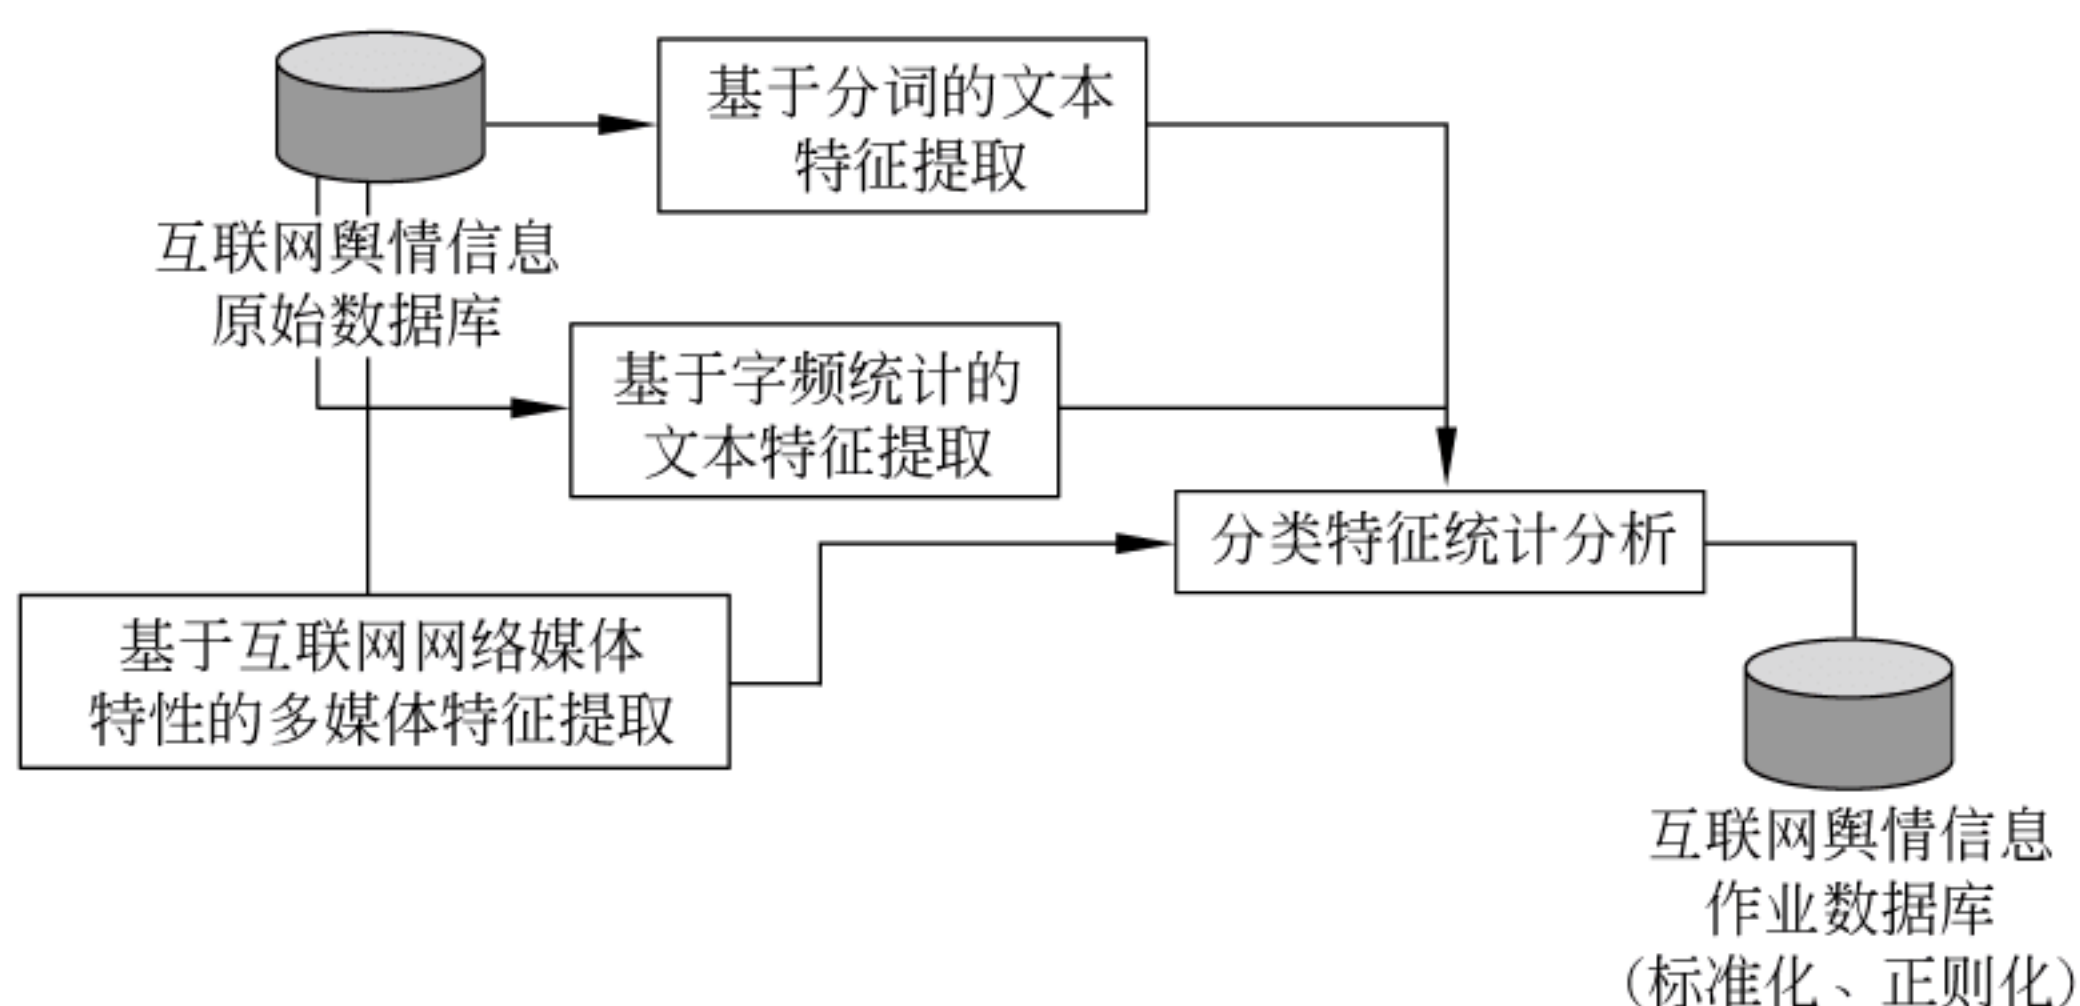 基于分词的文本
特征提取
互联网舆情信息
原始数据库
基于字频统计的
文本特征提取
分类特征统计分析
基于互联网网络媒体
特性的多媒体特征提取
互联网舆情信息
作业数据库
（标准化、正则化）